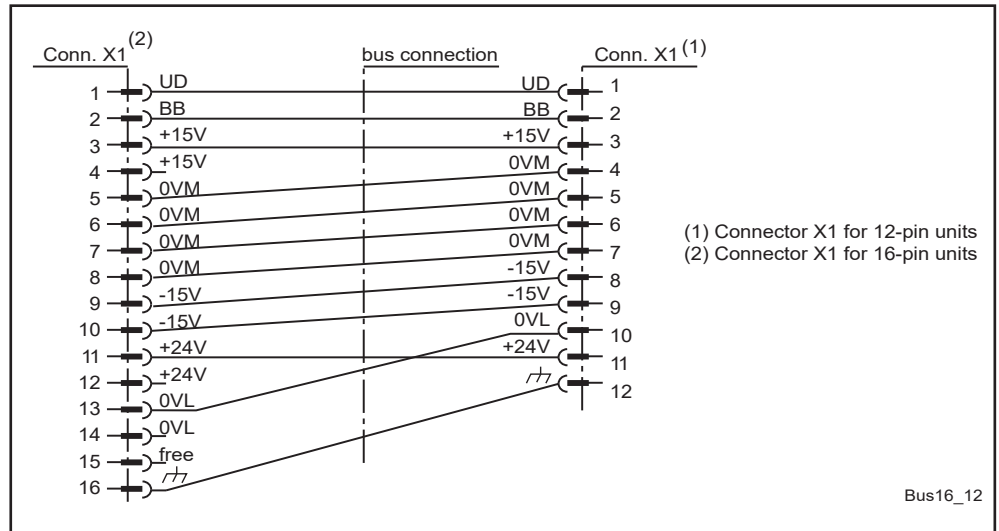 Conn. X1 (2) bus connection Conn. X1 (1)
1 UD UD 1
2 BB BB 2
3 +15V +15V 3
4 +15V 0VM 4
5 0VM 0VM 5
6 0VM 0VM 6
7 0VM 0VM 7
8 0VM -15V 8
9 -15V -15V 9
10 -15V 0VL 10
11 +24V +24V 11
12 +24V 12
13 0VL
14 0VL
15 free
16
(1) Connector X1 for 12-pin units
(2) Connector X1 for 16-pin units
Bus16_12